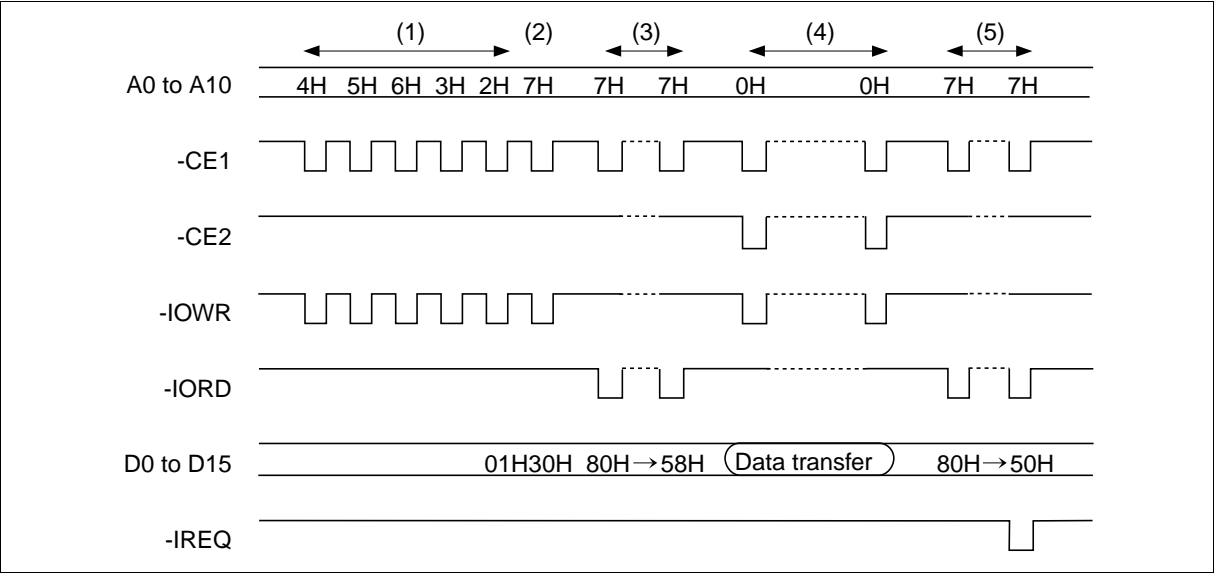 (1) (2) (3) (4) (5)
A0 to A10 4H 5H 6H 3H 2H 7H 7H 7H 0H 0H 7H 7H
-CE1
-CE2
-IOWR
-IORD
D0 to D15 01H30H 80H→58H Data transfer 80H→50H
-IREQ